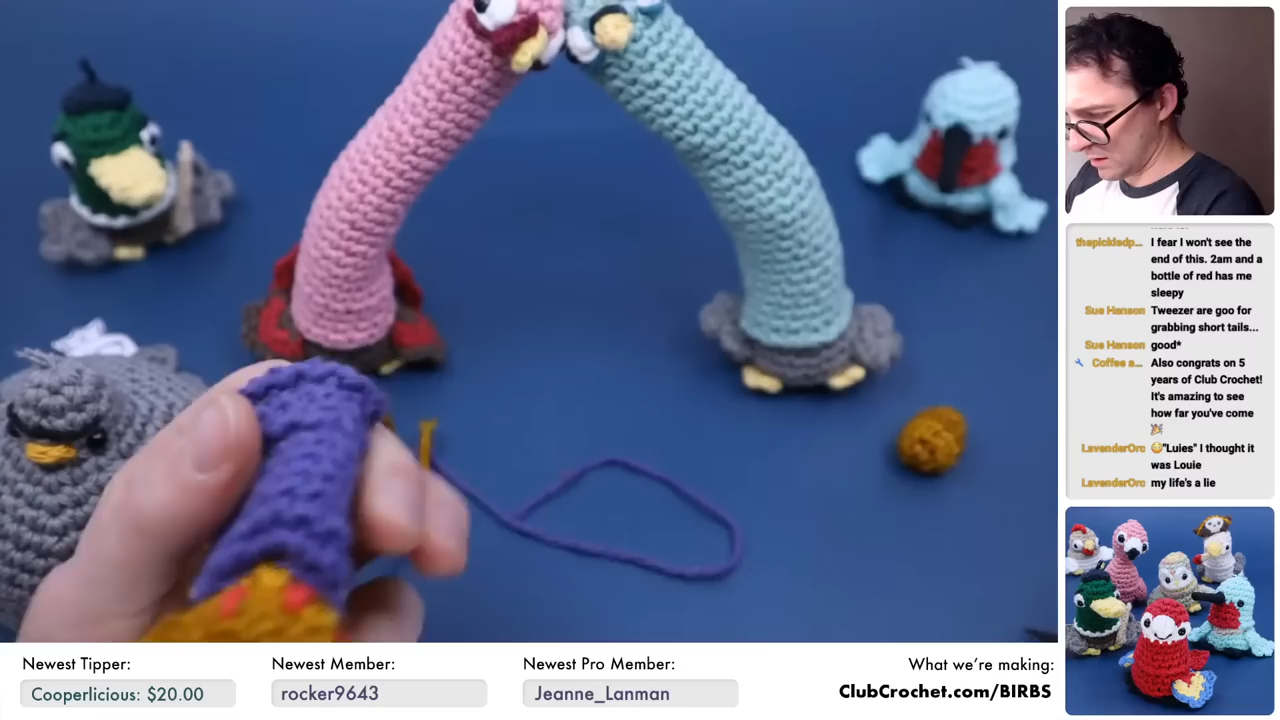 thepickledp...
I fear I won't see the
end of this. 2am and a
bottle of red has me
sleepy
Sue Hanson
Tweezer are goo for
grabbing short tails...
Sue Hanson
good*
Coffee a...
Also congrats on 5
years of Club Crochet!
It's amazing to see
how far you've come
🎉
LavenderOrc
😳"Luies" I thought it
was Louie
LavenderOrc
my life's a lie
Newest Tipper:
Cooperlicious: $20.00
Newest Member:
rocker9643
Newest Pro Member:
Jeanne_Lanman
What we're making:
ClubCrochet.com/BIRBS